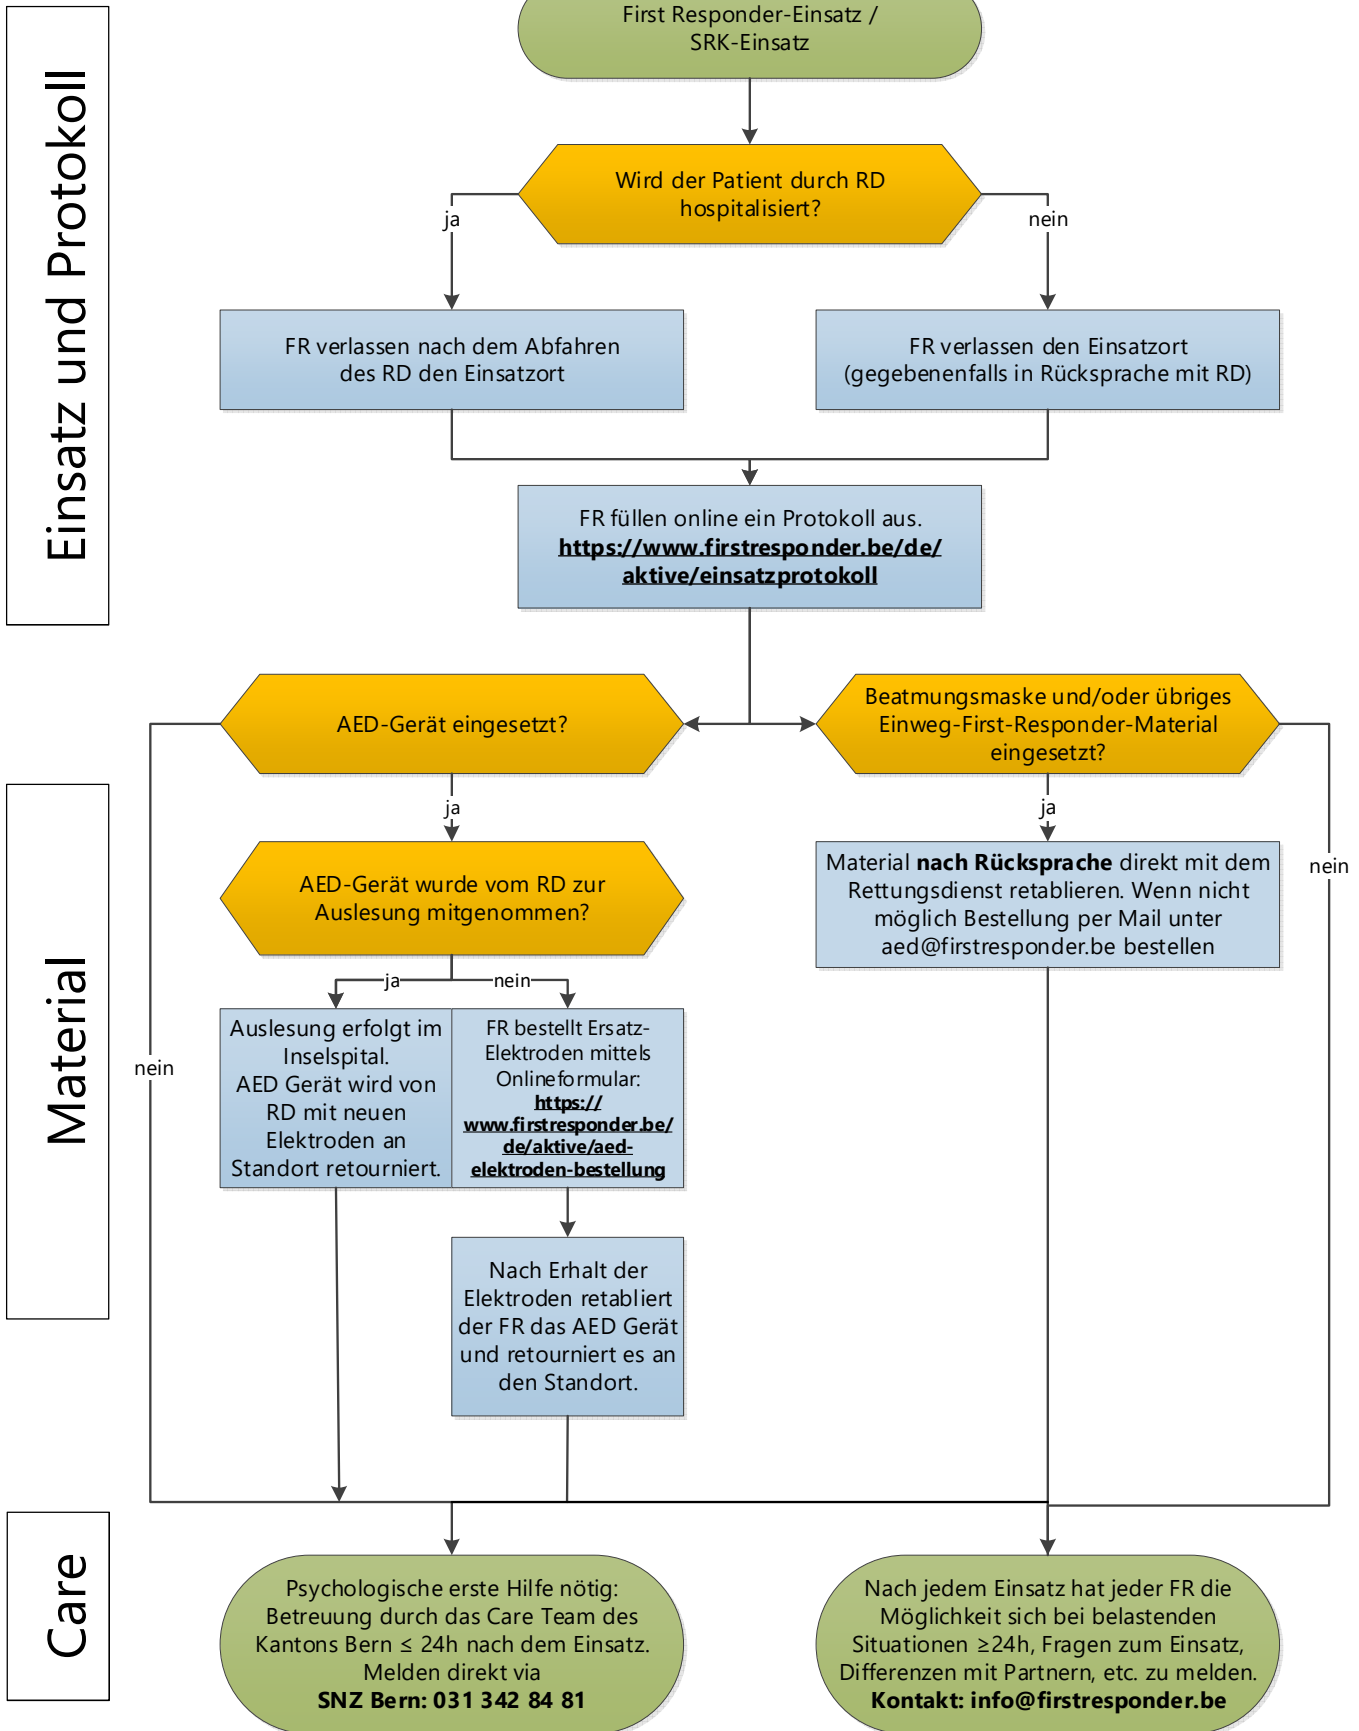 Einsatz und Protokoll
First Responder-Einsatz /
SRK-Einsatz
Wird der Patient durch RD
hospitalisiert?
ja
nein
FR verlassen nach dem Abfahren
des RD den Einsatzort
FR verlassen den Einsatzort
(gegebenenfalls in Rücksprache mit RD)
FR füllen online ein Protokoll aus.
https://www.firstresponder.be/de/
aktive/einsatzprotokoll
Material
AED-Gerät eingesetzt?
Beatmungsmaske und/oder übriges
Einweg-First-Responder-Material
eingesetzt?
ja
ja
nein
nein
AED-Gerät wurde vom RD zur
Auslesung mitgenommen?
Material nach Rücksprache direkt mit dem
Rettungsdienst retablieren. Wenn nicht
möglich Bestellung per Mail unter
aed@firstresponder.be bestellen
ja
nein
Auslesung erfolgt im
Inselspital.
AED Gerät wird von
RD mit neuen
Elektroden an
Standort retourniert.
FR bestellt Ersatz-
Elektroden mittels
Onlineformular:
https://
www.firstresponder.be/
de/aktive/aed-
elektroden-bestellung
Nach Erhalt der
Elektroden retabliert
der FR das AED Gerät
und retourniert es an
den Standort.
Care
Psychologische erste Hilfe nötig:
Betreuung durch das Care Team des
Kantons Bern ≤ 24h nach dem Einsatz.
Melden direkt via
SNZ Bern: 031 342 84 81
Nach jedem Einsatz hat jeder FR die
Möglichkeit sich bei belastenden
Situationen ≥24h, Fragen zum Einsatz,
Differenzen mit Partnern, etc. zu melden.
Kontakt: info@firstresponder.be